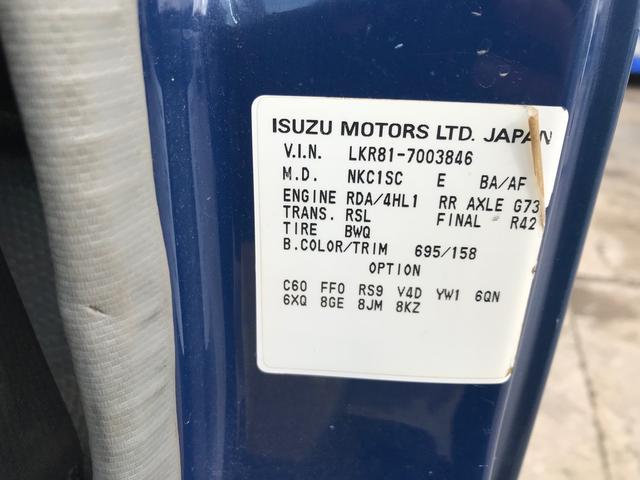 ISUZU MOTORS LTD. JAPAN
V.I.N. LKR81-7003846
M.D. NKC1SC E BA/AF
ENGINE RDA/4HL1 RR AXLE G73
TRANS. RSL FINAL R42
TIRE BWQ
B.COLOR/TRIM 695/158
OPTION
C60 FF0 RS9 V4D YW1 6QN
6XQ 8GE 8JM 8KZ